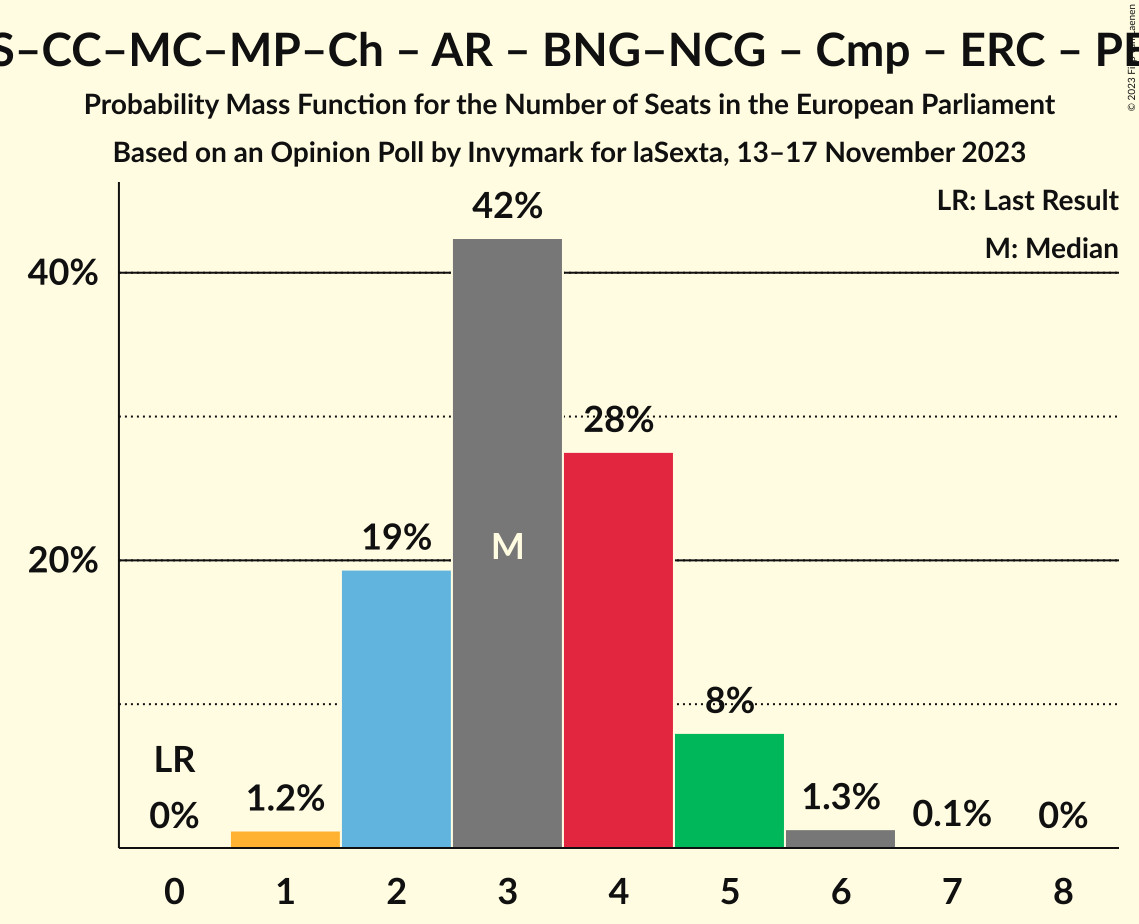 S–CC–MC–MP–Ch – AR – BNG–NCG – Cmp – ERC – PE
Probability Mass Function for the Number of Seats in the European Parliament
Based on an Opinion Poll by Invymark for laSexta, 13–17 November 2023
© 2023 Fi
aenen
LR: Last Result
M: Median
42%
40%
28%
19%
M
20%
8%
LR
0%
1.2%
1.3%
0.1%
0%
0 1 2 3 4 5 6 7 8